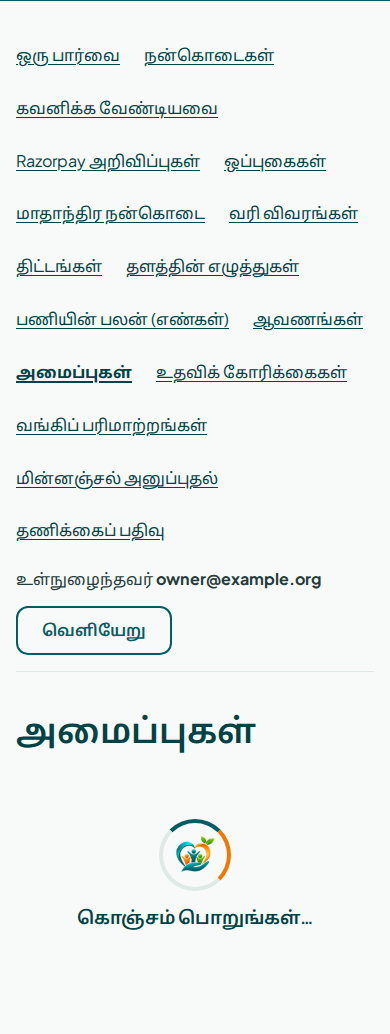 ஒரு பார்வை நன்கொடைகள்
கவனிக்க வேண்டியவை
Razorpay அறிவிப்புகள் ஒப்புகைகள்
மாதாந்திர நன்கொடை வரி விவரங்கள்
திட்டங்கள் தளத்தின் எழுத்துகள்
பணியின் பலன் (எண்கள்) ஆவணங்கள்
அமைப்புகள் உதவிக் கோரிக்கைகள்
வங்கிப் பரிமாற்றங்கள்
மின்னஞ்சல் அனுப்புதல்
தணிக்கைப் பதிவு
உள்நுழைந்தவர் owner@example.org
வெளியேறு
அமைப்புகள்
கொஞ்சம் பொறுங்கள்…